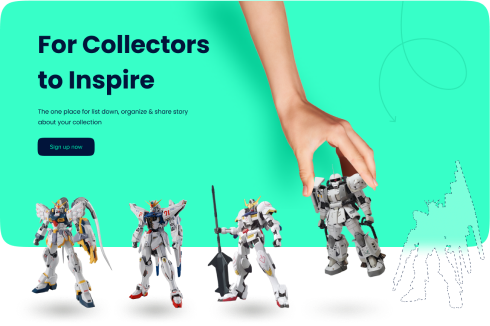 For Collectors
to Inspire
The one place for list down, organize & share story
about your collection
Sign up now